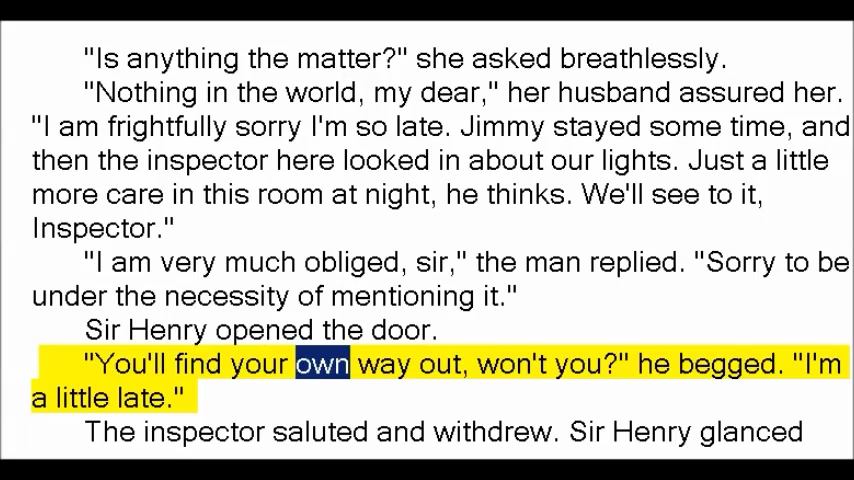 "Is anything the matter?" she asked breathlessly.
"Nothing in the world, my dear," her husband assured her.
"I am frightfully sorry I'm so late. Jimmy stayed some time, and
then the inspector here looked in about our lights. Just a little
more care in this room at night, he thinks. We'll see to it,
Inspector."
"I am very much obliged, sir," the man replied. "Sorry to be
under the necessity of mentioning it."
Sir Henry opened the door.
"You'll find your own way out, won't you?" he begged. "I'm
a little late."
The inspector saluted and withdrew. Sir Henry glanced